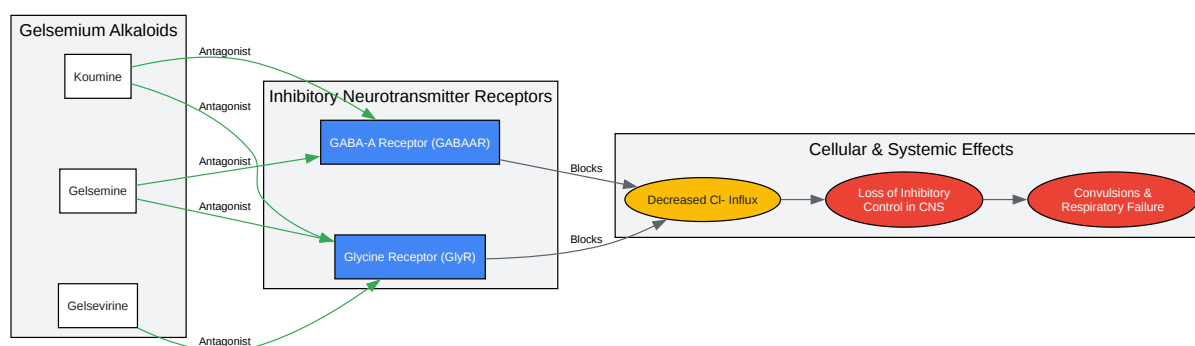 Gelsemium Alkaloids
Koumine
Gelsemine
Gelsevirine
Antagonist
Antagonist
Antagonist
Antagonist
Antagonist
Inhibitory Neurotransmitter Receptors
GABA-A Receptor (GABAAR)
Glycine Receptor (GlyR)
Blocks
Blocks
Cellular & Systemic Effects
Decreased Cl- Influx
Loss of Inhibitory
Control in CNS
Convulsions &
Respiratory Failure